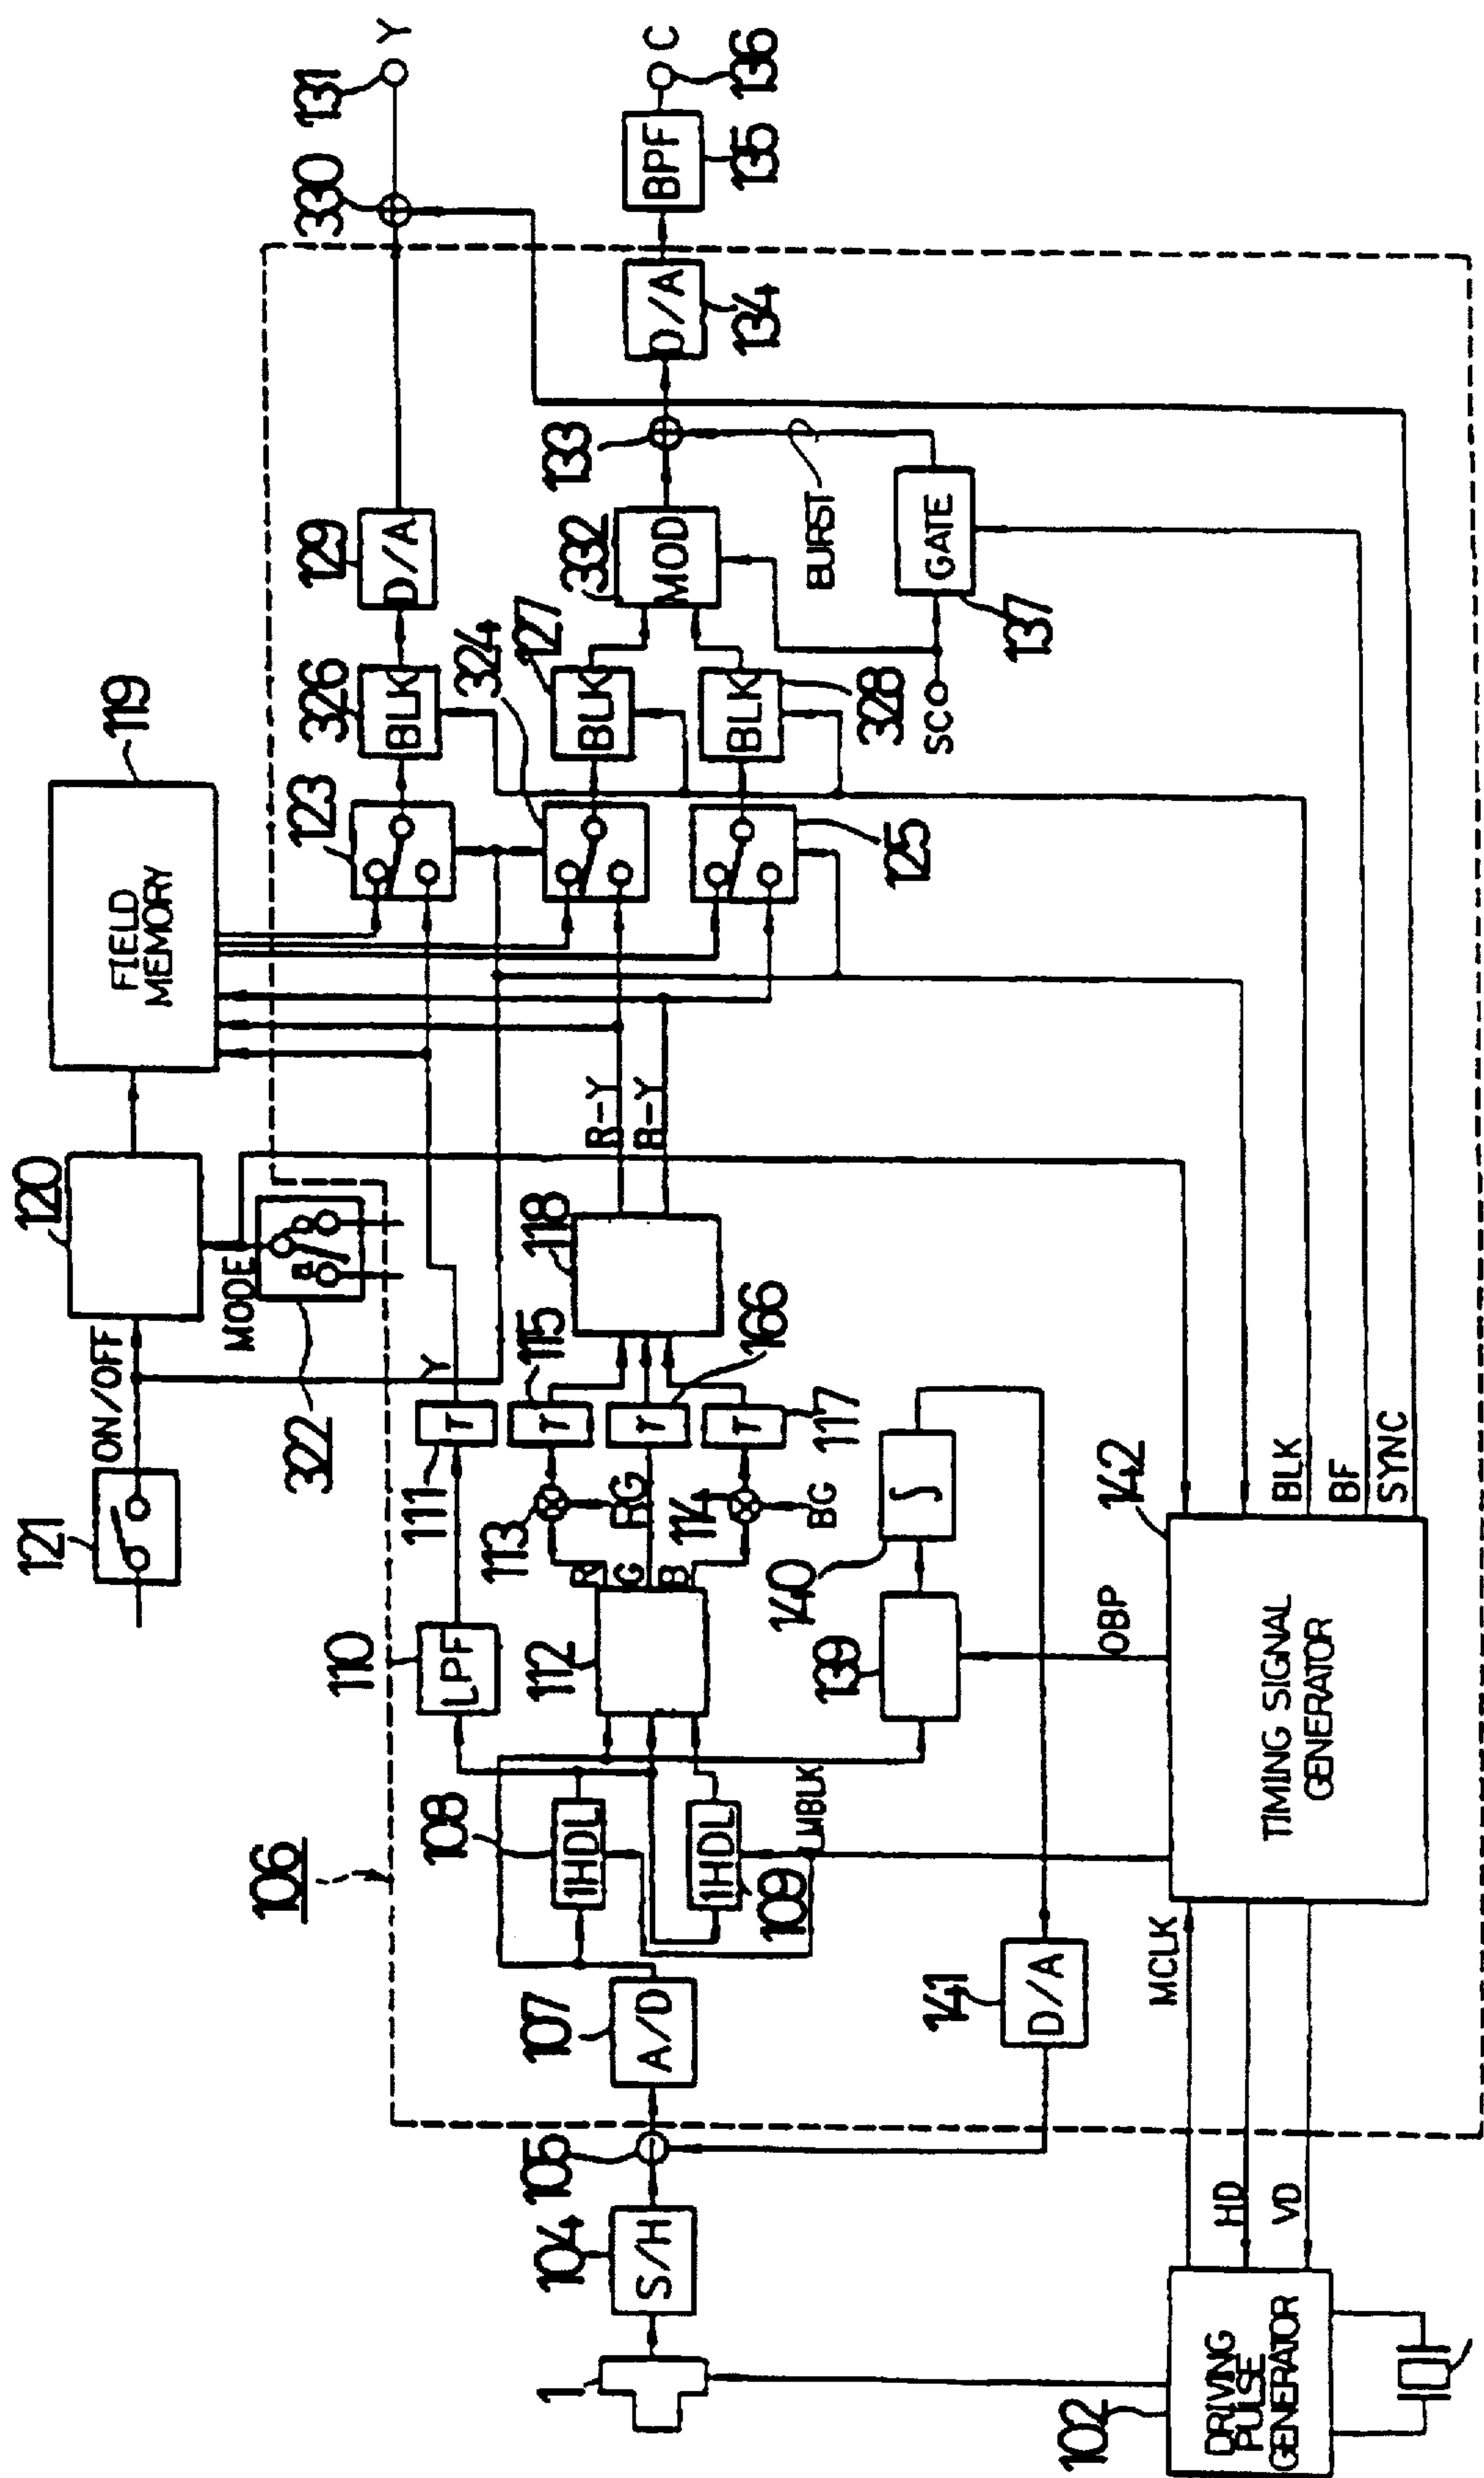 121
ON/OFF
120
119
FIELD
MEMORY
MODE
a
b
322
106
110
LPF
111
γ
Y
123
326
BLK
129
D/A
330
131
Y
1
104
S/H
105
107
A/D
108
1HDL
109
1HDL
MBLK
112
R
G
B
113
RG
114
BG
115
γ
166
γ
117
γ
118
R-Y
B-Y
324
127
BLK
125
328
BLK
332
MOD
133
134
D/A
135
BPF
136
C
SC
137
GATE
BURST
139
140
∫
141
D/A
OBP
142
TIMING SIGNAL
GENERATOR
BLK
BF
SYNC
MCLK
HD
VD
102
DRIVING
PULSE
GENERATOR